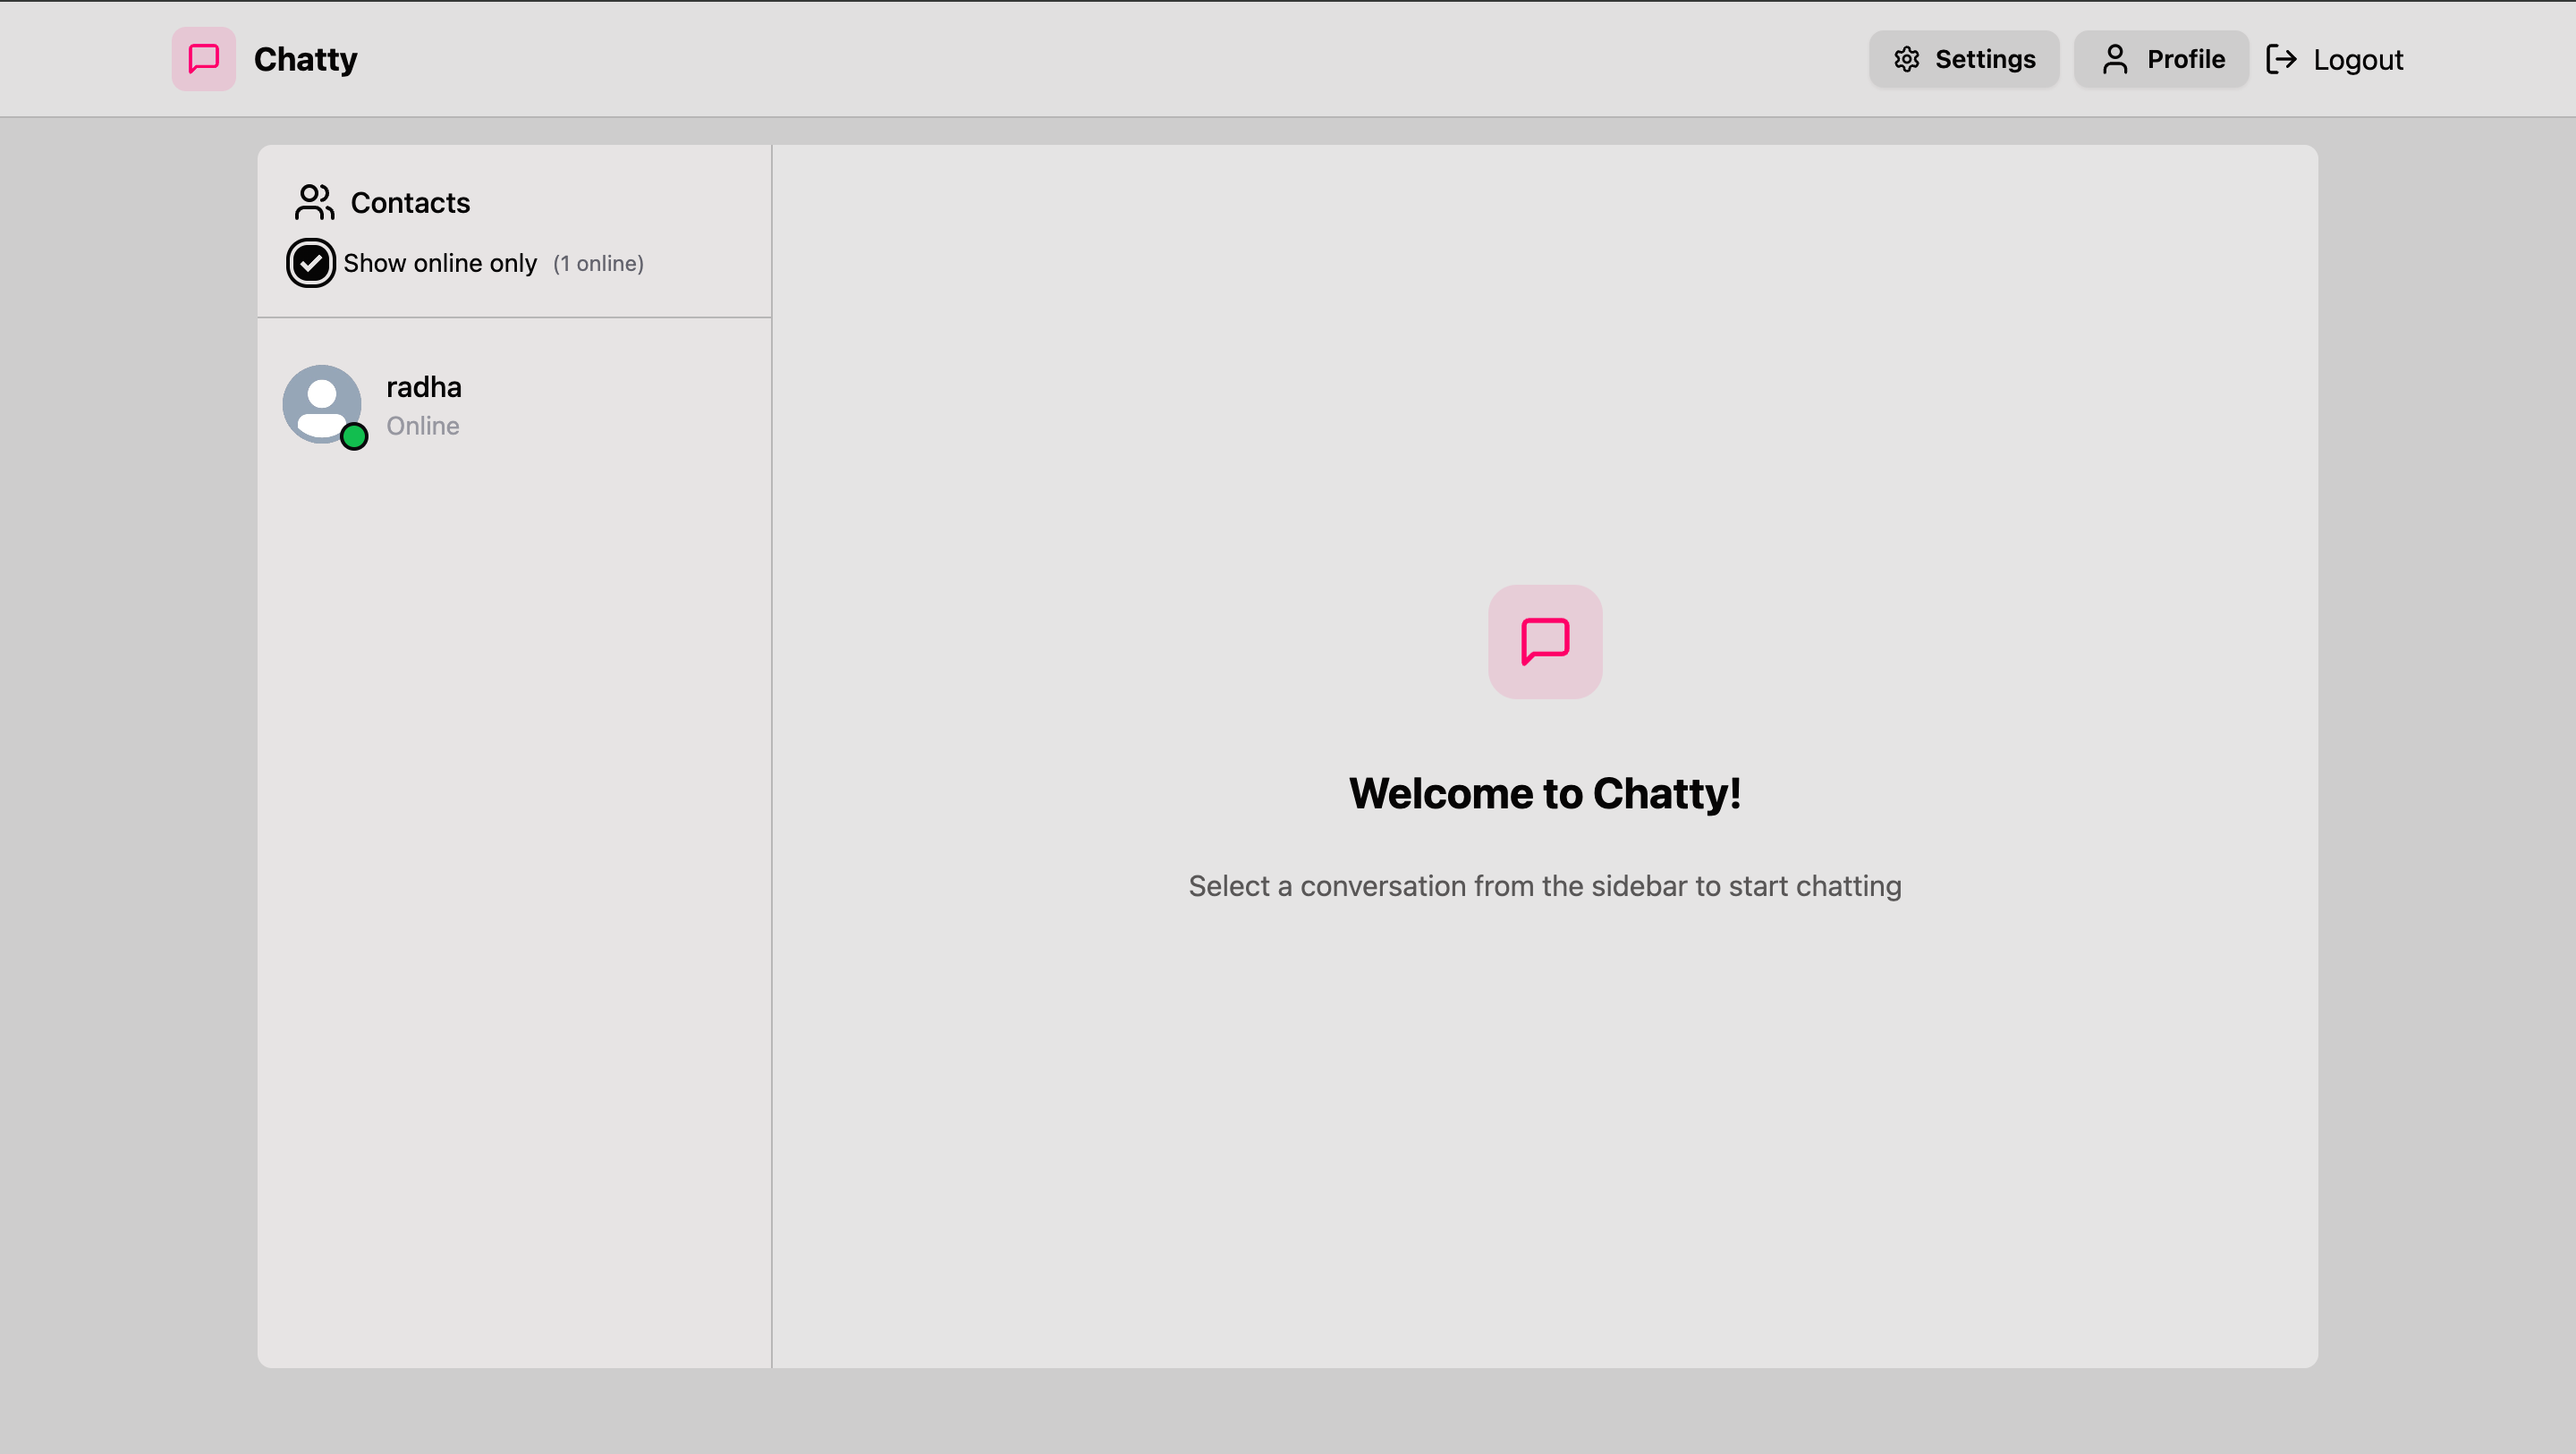 Chatty
Settings
Profile
Logout
Contacts
Show online only (1 online)
radha
Online
Welcome to Chatty!
Select a conversation from the sidebar to start chatting